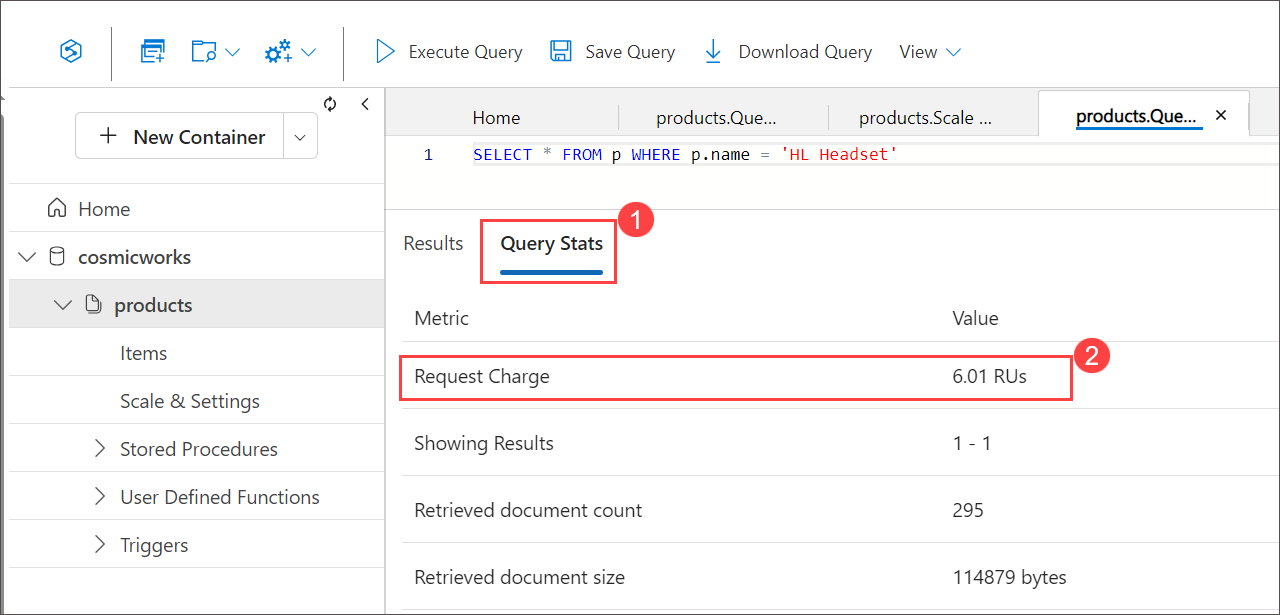 Execute Query Save Query Download Query View
+ New Container
Home
cosmicworks
products
Items
Scale & Settings
Stored Procedures
User Defined Functions
Triggers
Home products.Que... products.Scale ... products.Que... ×
1 SELECT * FROM p WHERE p.name = 'HL Headset'
Results Query Stats 1
Metric Value
Request Charge 6.01 RUs 2
Showing Results 1 - 1
Retrieved document count 295
Retrieved document size 114879 bytes